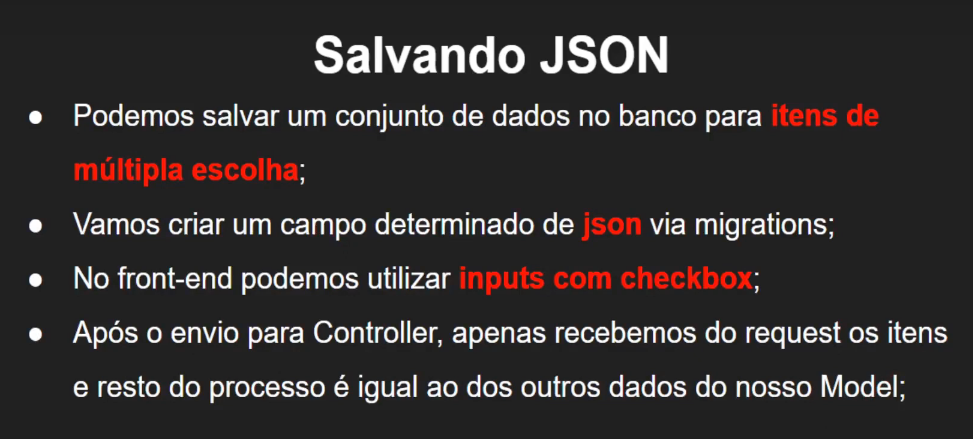 Salvando JSON
● Podemos salvar um conjunto de dados no banco para itens de
múltipla escolha;
● Vamos criar um campo determinado de json via migrations;
● No front-end podemos utilizar inputs com checkbox;
● Após o envio para Controller, apenas recebemos do request os itens
e resto do processo é igual ao dos outros dados do nosso Model;